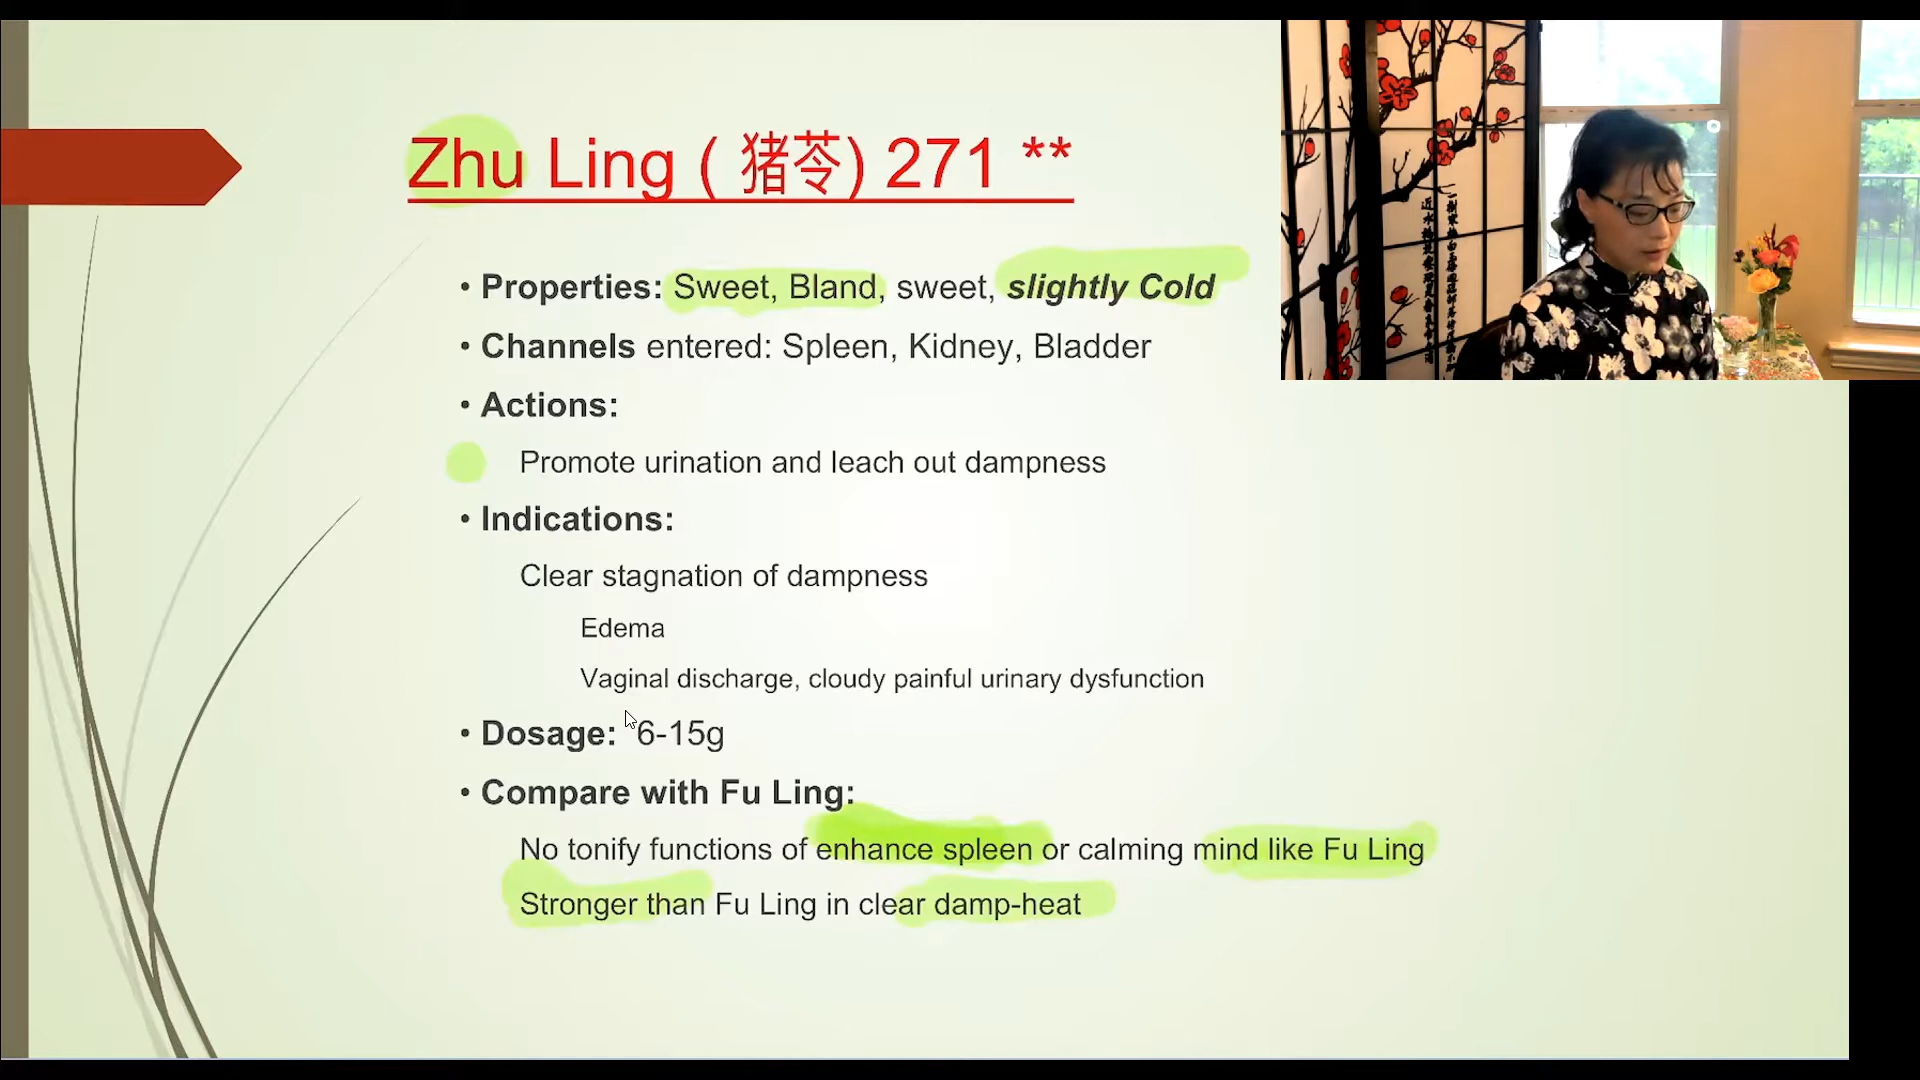 Zhu Ling ( 猪苓) 271 **
• Properties: Sweet, Bland, sweet, slightly Cold
• Channels entered: Spleen, Kidney, Bladder
• Actions:
Promote urination and leach out dampness
• Indications:
Clear stagnation of dampness
Edema
Vaginal discharge, cloudy painful urinary dysfunction
• Dosage: 6-15g
• Compare with Fu Ling:
No tonify functions of enhance spleen or calming mind like Fu Ling
Stronger than Fu Ling in clear damp-heat